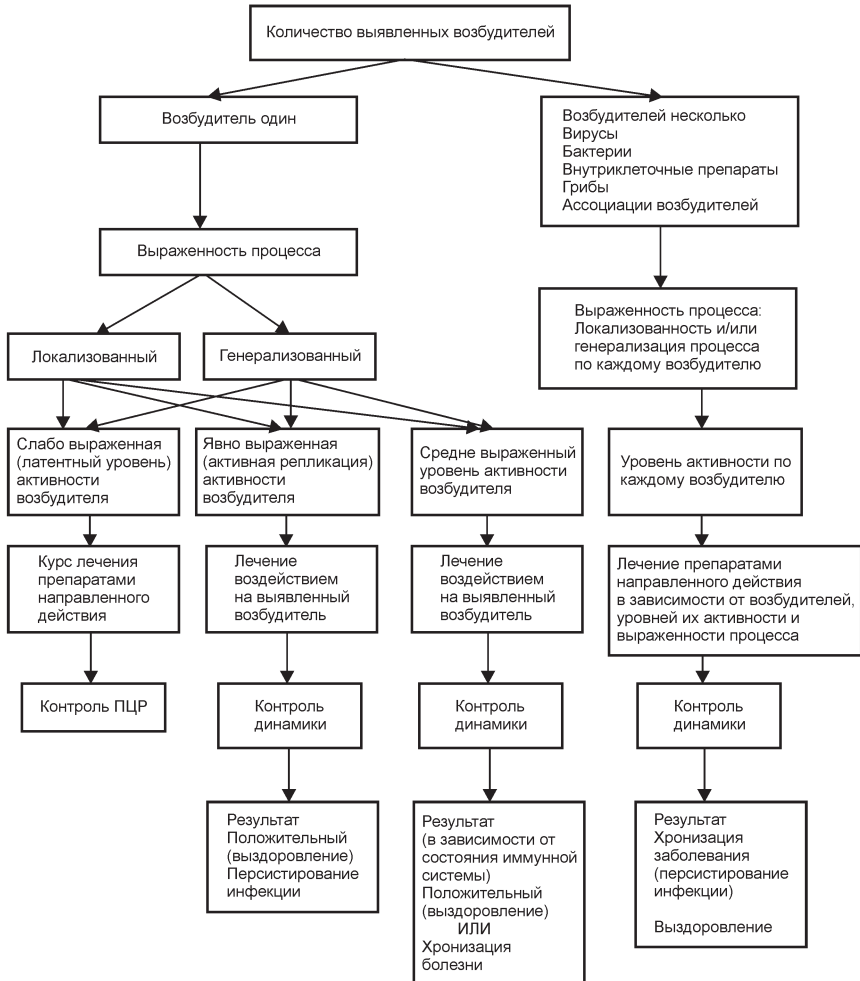 Количество выявленных возбудителей
Возбудитель один
Возбудителей несколько
Вирусы
Бактерии
Внутриклеточные препараты
Грибы
Ассоциации возбудителей
Выраженность процесса
Выраженность процесса:
Локализованность и/или
генерализация процесса
по каждому возбудителю
Локализованный
Генерализованный
Слабо выраженная
(латентный уровень)
активности
возбудителя
Явно выраженная
(активная репликация)
активности
возбудителя
Средне выраженный
уровень активности
возбудителя
Уровень активности по
каждому возбудителю
Курс лечения
препаратами
направленного
действия
Лечение
воздействием
на выявленный
возбудитель
Лечение
воздействием
на выявленный
возбудитель
Лечение препаратами
направленного действия
в зависимости от возбудителей,
уровней их активности и
выраженности процесса
Контроль ПЦР
Контроль
динамики
Контроль
динамики
Контроль
динамики
Результат
Положительный
(выздоровление)
Персистирование
инфекции
Результат
(в зависимости от
состояния иммунной
системы)
Положительный
(выздоровление)
ИЛИ
Хронизация
болезни
Результат
Хронизация
заболевания
(персистирование
инфекции)
Выздоровление